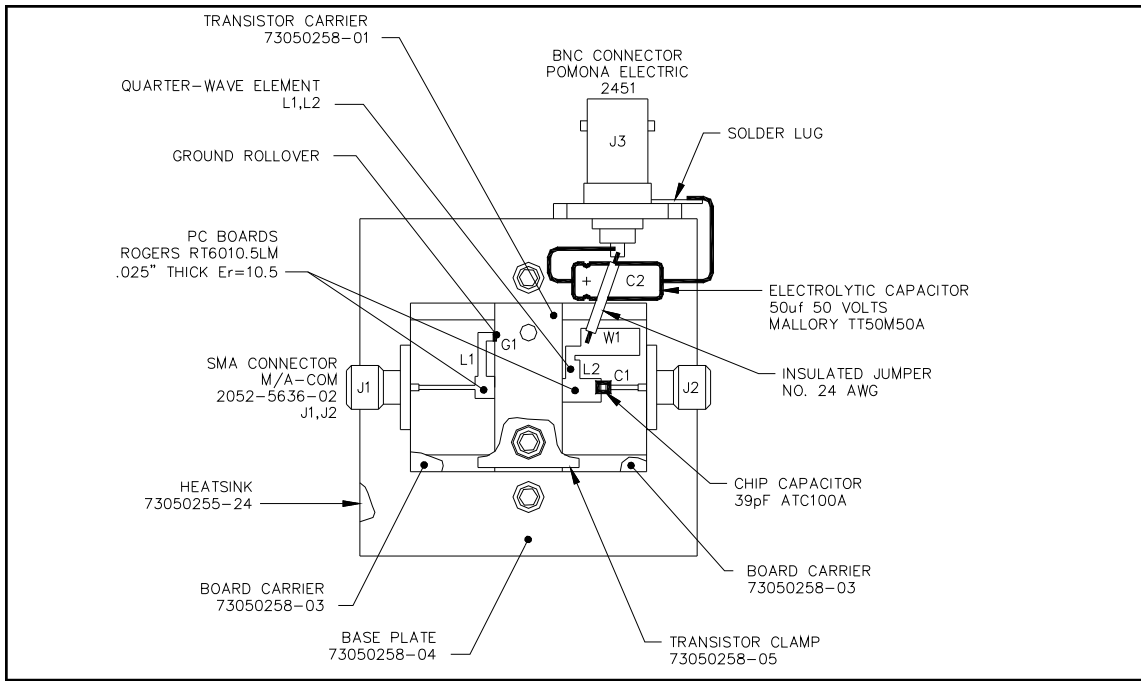 TRANSISTOR CARRIER
73050258-01
QUARTER-WAVE ELEMENT
L1,L2
GROUND ROLLOVER
PC BOARDS
ROGERS RT6010.5LM
.025" THICK Er=10.5
SMA CONNECTOR
M/A-COM
2052-5636-02
J1,J2
HEATSINK
73050255-24
BOARD CARRIER
73050258-03
BASE PLATE
73050258-04
BNC CONNECTOR
POMONA ELECTRIC
2451
J3
SOLDER LUG
+
C2
ELECTROLYTIC CAPACITOR
50uf 50 VOLTS
MALLORY TT50M50A
W1
G1
L1
L2
C1
J1
J2
INSULATED JUMPER
NO. 24 AWG
CHIP CAPACITOR
39pF ATC100A
BOARD CARRIER
73050258-03
TRANSISTOR CLAMP
73050258-05